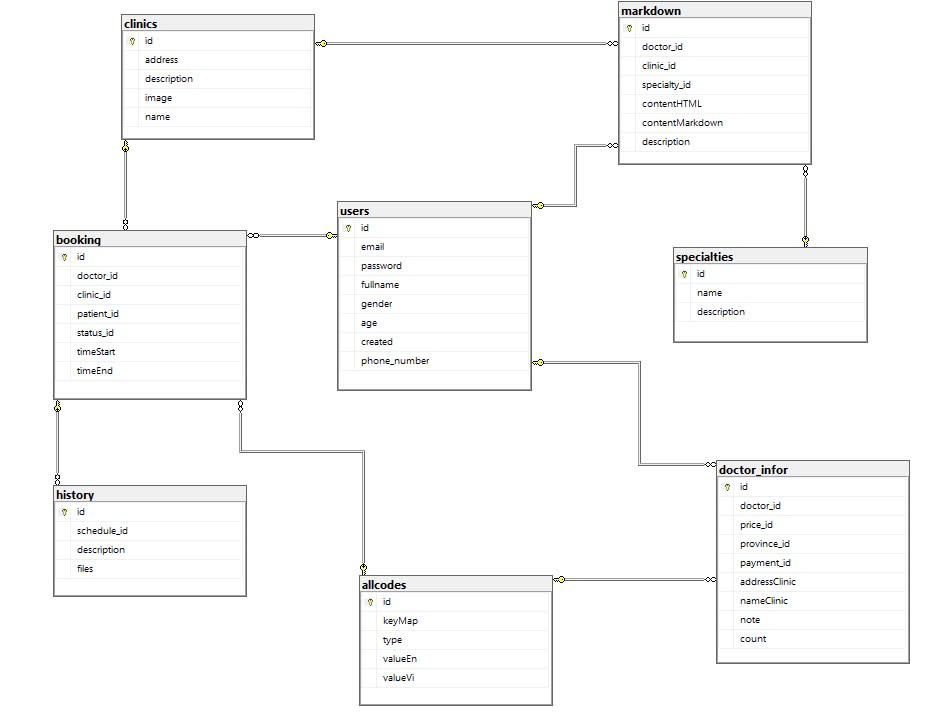 clinics
id
address
description
image
name
markdown
id
doctor_id
clinic_id
specialty_id
contentHTML
contentMarkdown
description
users
id
email
password
fullname
gender
age
created
phone_number
booking
id
doctor_id
clinic_id
patient_id
status_id
timeStart
timeEnd
specialties
id
name
description
history
id
schedule_id
description
files
doctor_infor
id
doctor_id
price_id
province_id
payment_id
addressClinic
nameClinic
note
count
allcodes
id
keyMap
type
valueEn
valueVi